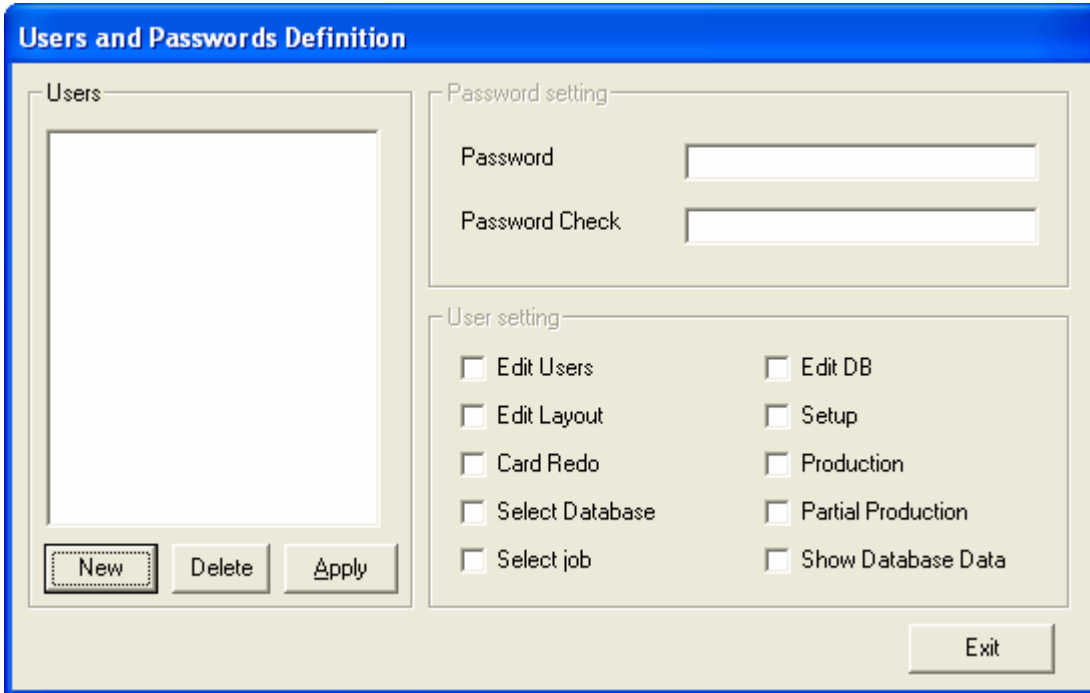 Users and Passwords Definition
Users
New
Delete
Apply
Password setting
Password
Password Check
User setting
Edit Users
Edit DB
Edit Layout
Setup
Card Redo
Production
Select Database
Partial Production
Select job
Show Database Data
Exit